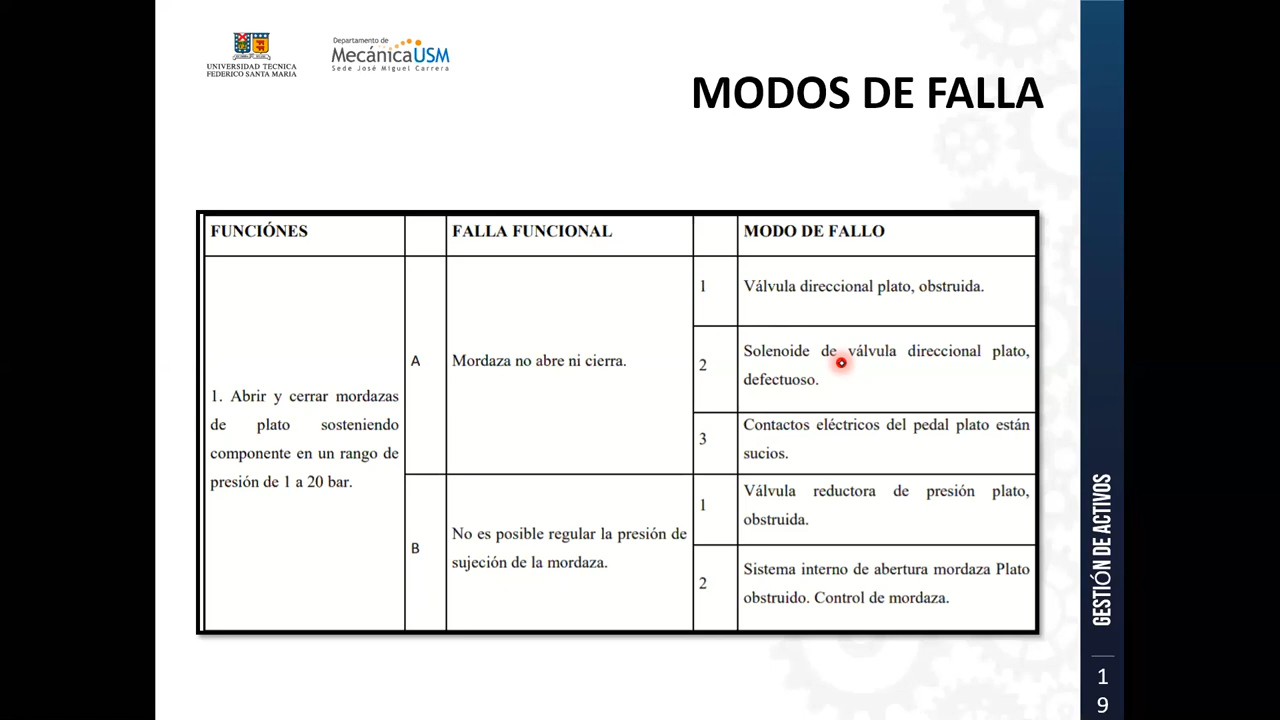 UNIVERSIDAD TECNICA
FEDERICO SANTA MARIA
Departamento de
MecánicaUSM
Sede José Miguel Carrera
MODOS DE FALLA
FUNCIÓNES
FALLA FUNCIONAL
MODO DE FALLO
1. Abrir y cerrar mordazas
de plato sosteniendo
componente en un rango de
presión de 1 a 20 bar.
A
Mordaza no abre ni cierra.
1
Válvula direccional plato, obstruida.
2
Solenoide de válvula direccional plato,
defectuoso.
3
Contactos eléctricos del pedal plato están
sucios.
B
No es posible regular la presión de
sujeción de la mordaza.
1
Válvula reductora de presión plato,
obstruida.
2
Sistema interno de abertura mordaza Plato
obstruido. Control de mordaza.
GESTIÓN DE ACTIVOS
1
9